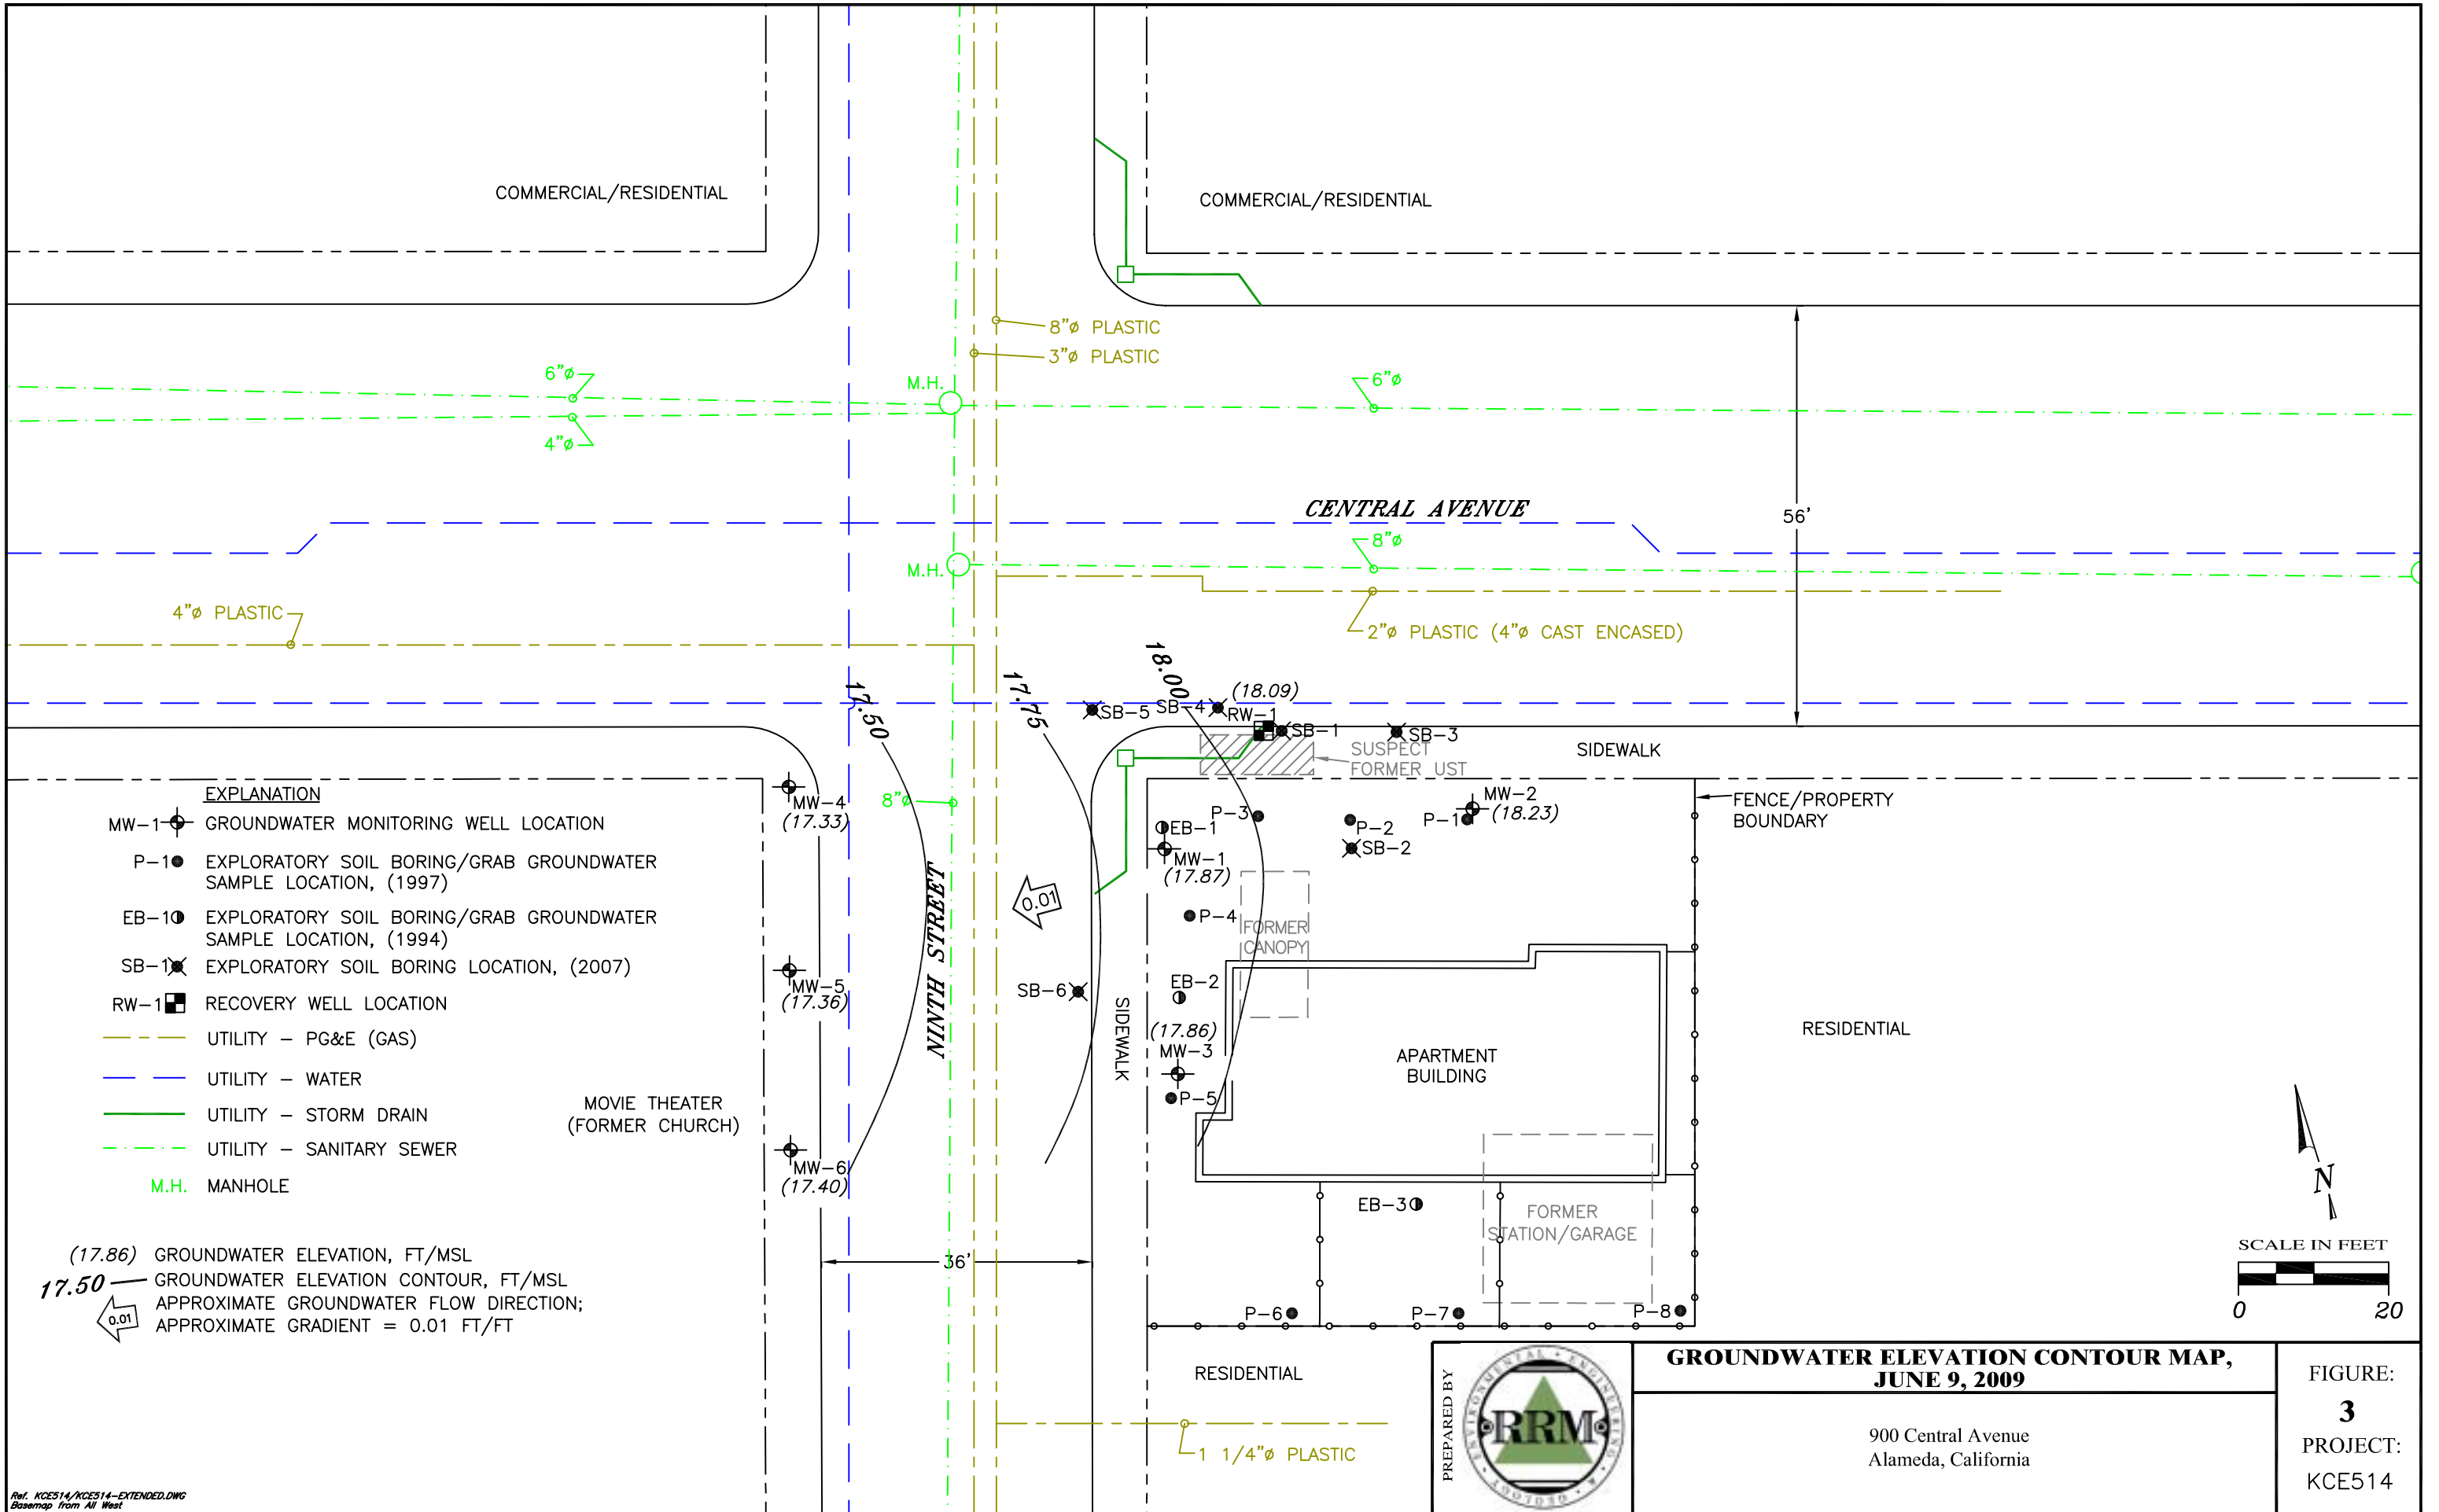 COMMERCIAL/RESIDENTIAL
COMMERCIAL/RESIDENTIAL
8"ø PLASTIC
3"ø PLASTIC
6"ø
M.H.
6"ø
4"ø
CENTRAL AVENUE
56'
8"ø
M.H.
4"ø PLASTIC
2"ø PLASTIC (4"ø CAST ENCASED)
17.50
17.75
18.00
(18.09)
SB-5
SB-4
RW-1
SB-1
SB-3
SUSPECT
FORMER UST
SIDEWALK
MW-4
(17.33)
8"ø
P-3
EB-1
MW-1
(17.87)
P-2
SB-2
P-1
MW-2
(18.23)
FENCE/PROPERTY
BOUNDARY
0.01
P-4
FORMER
CANOPY
NINTH STREET
MW-5
(17.36)
SB-6
SIDEWALK
EB-2
(17.86)
MW-3
P-5
APARTMENT
BUILDING
RESIDENTIAL
MOVIE THEATER
(FORMER CHURCH)
MW-6
(17.40)
EB-3
FORMER
STATION/GARAGE
36'
P-6
P-7
P-8
RESIDENTIAL
1 1/4"ø PLASTIC
EXPLANATION
MW-1 GROUNDWATER MONITORING WELL LOCATION
P-1 EXPLORATORY SOIL BORING/GRAB GROUNDWATER
SAMPLE LOCATION, (1997)
EB-1 EXPLORATORY SOIL BORING/GRAB GROUNDWATER
SAMPLE LOCATION, (1994)
SB-1 EXPLORATORY SOIL BORING LOCATION, (2007)
RW-1 RECOVERY WELL LOCATION
UTILITY - PG&E (GAS)
UTILITY - WATER
UTILITY - STORM DRAIN
UTILITY - SANITARY SEWER
M.H. MANHOLE
(17.86) GROUNDWATER ELEVATION, FT/MSL
17.50 GROUNDWATER ELEVATION CONTOUR, FT/MSL
0.01 APPROXIMATE GROUNDWATER FLOW DIRECTION;
APPROXIMATE GRADIENT = 0.01 FT/FT
N
SCALE IN FEET
0 20
PREPARED BY
ENVIRONMENTAL • ENGINEERING • & GEOLOGY •
RRM
GROUNDWATER ELEVATION CONTOUR MAP,
JUNE 9, 2009
900 Central Avenue
Alameda, California
FIGURE:
3
PROJECT:
KCE514
Ref. KCE514/KCE514-EXTENDED.DWG
Basemap from All West